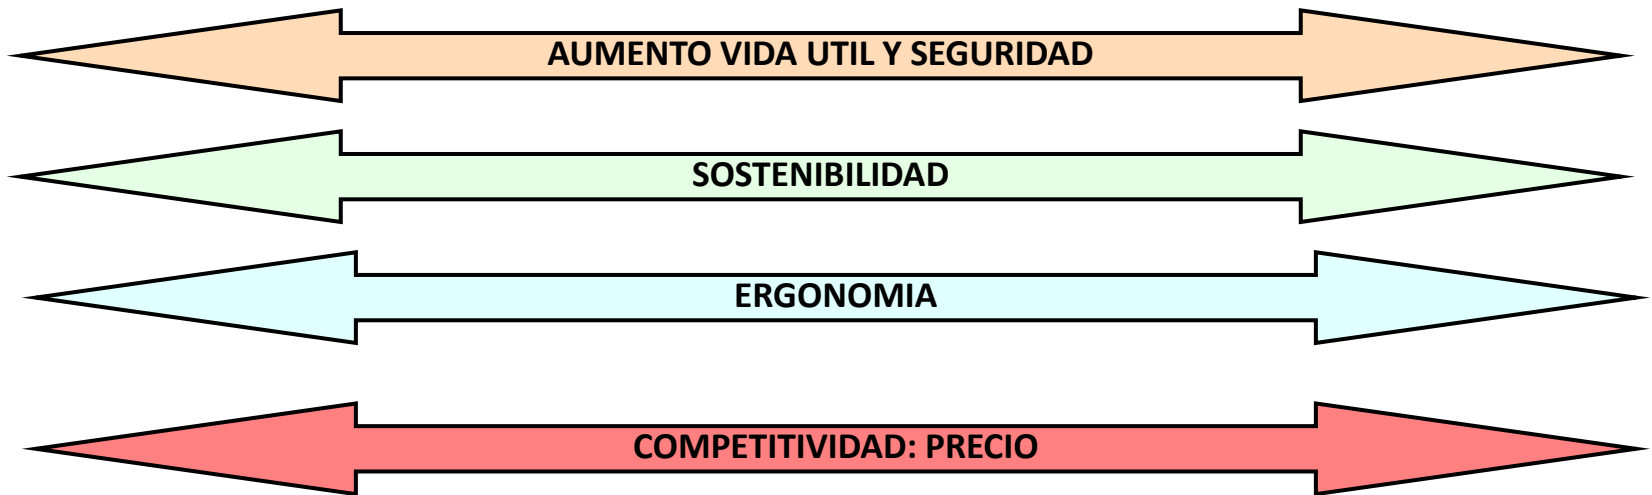 AUMENTO VIDA UTIL Y SEGURIDAD
SOSTENIBILIDAD
ERGONOMIA
COMPETITIVIDAD: PRECIO